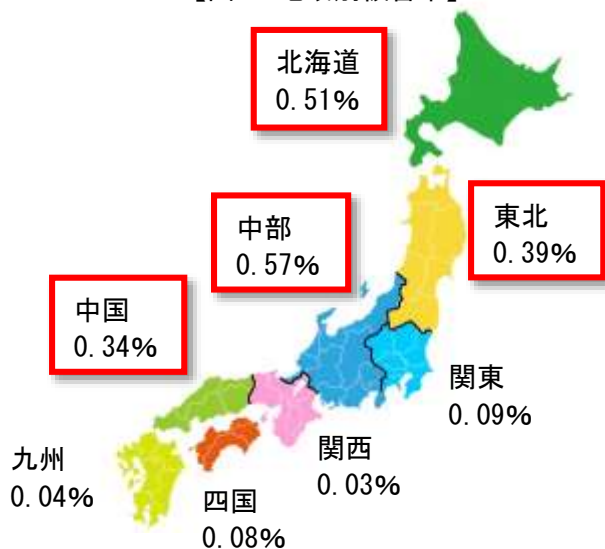 北海道
0.51%
東北
0.39%
中部
0.57%
中国
0.34%
関東
0.09%
関西
0.03%
九州
0.04%
四国
0.08%